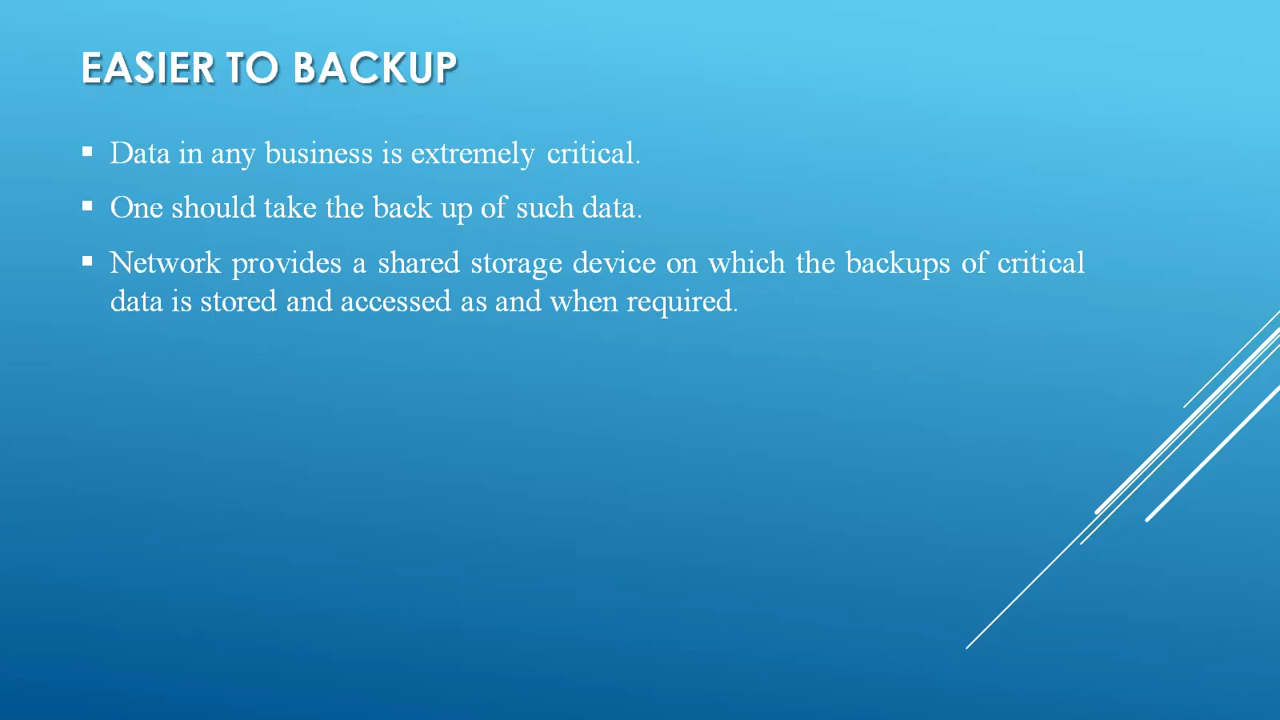 EASIER TO BACKUP
▪ Data in any business is extremely critical.
▪ One should take the back up of such data.
▪ Network provides a shared storage device on which the backups of critical
data is stored and accessed as and when required.